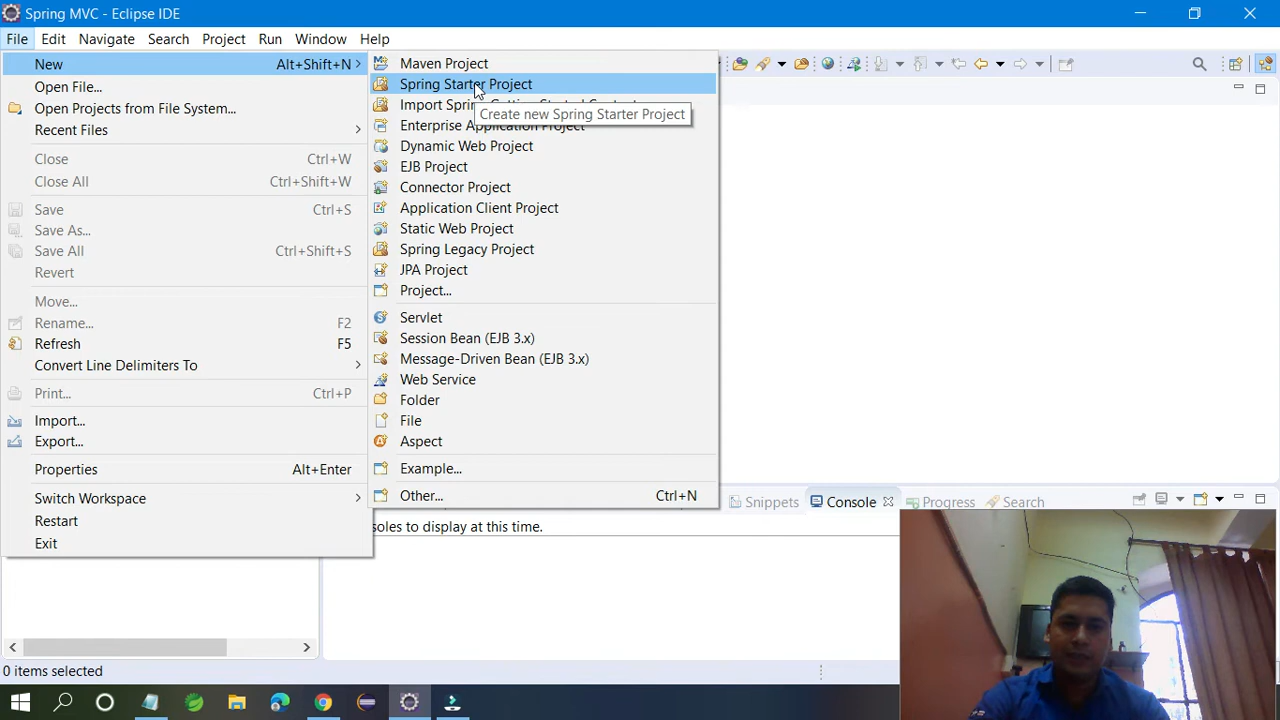 Spring MVC - Eclipse IDE
File Edit Navigate Search Project Run Window Help
New Alt+Shift+N
Open File...
Open Projects from File System...
Recent Files
Close Ctrl+W
Close All Ctrl+Shift+W
Save Ctrl+S
Save As...
Save All Ctrl+Shift+S
Revert
Move...
Rename... F2
Refresh F5
Convert Line Delimiters To
Print... Ctrl+P
Import...
Export...
Properties Alt+Enter
Switch Workspace
Restart
Exit
Maven Project
Spring Starter Project
Import Spring
Create new Spring Starter Project
Enterprise Application Project
Dynamic Web Project
EJB Project
Connector Project
Application Client Project
Static Web Project
Spring Legacy Project
JPA Project
Project...
Servlet
Session Bean (EJB 3.x)
Message-Driven Bean (EJB 3.x)
Web Service
Folder
File
Aspect
Example...
Other... Ctrl+N
Snippets Console Progress Search
soles to display at this time.
0 items selected